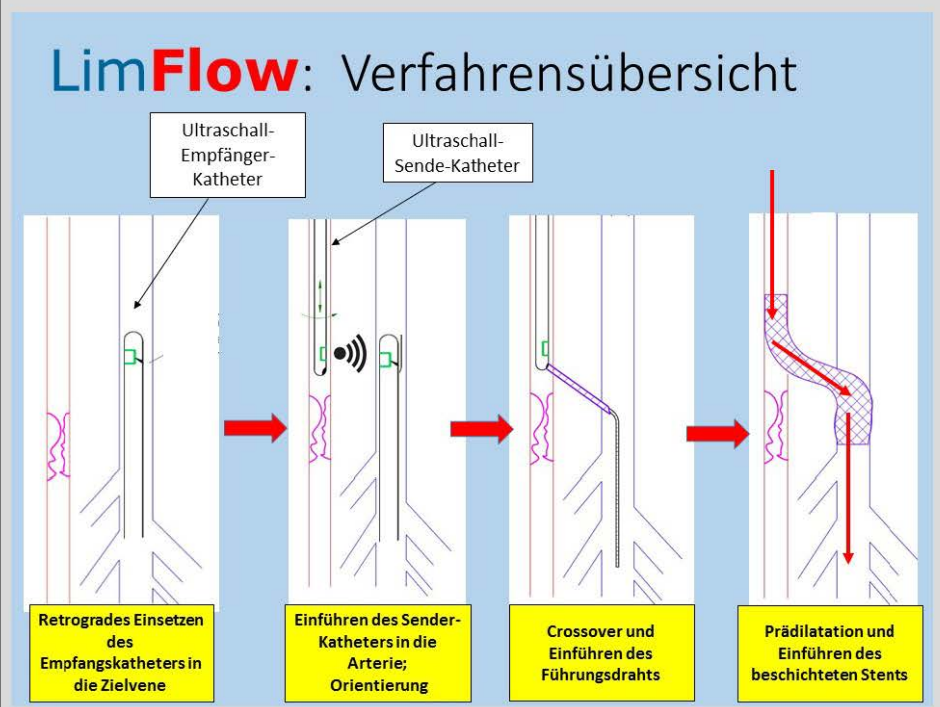 LimFlow: Verfahrensübersicht
Ultraschall-
Empfänger-
Katheter
Ultraschall-
Sende-Katheter
Retrogrades Einsetzen
des
Empfangskatheters in
die Zielvene
Einführen des Sender-
Katheters in die
Arterie;
Orientierung
Crossover und
Einführen des
Führungsdrahts
Prädilatation und
Einführen des
beschichteten Stents